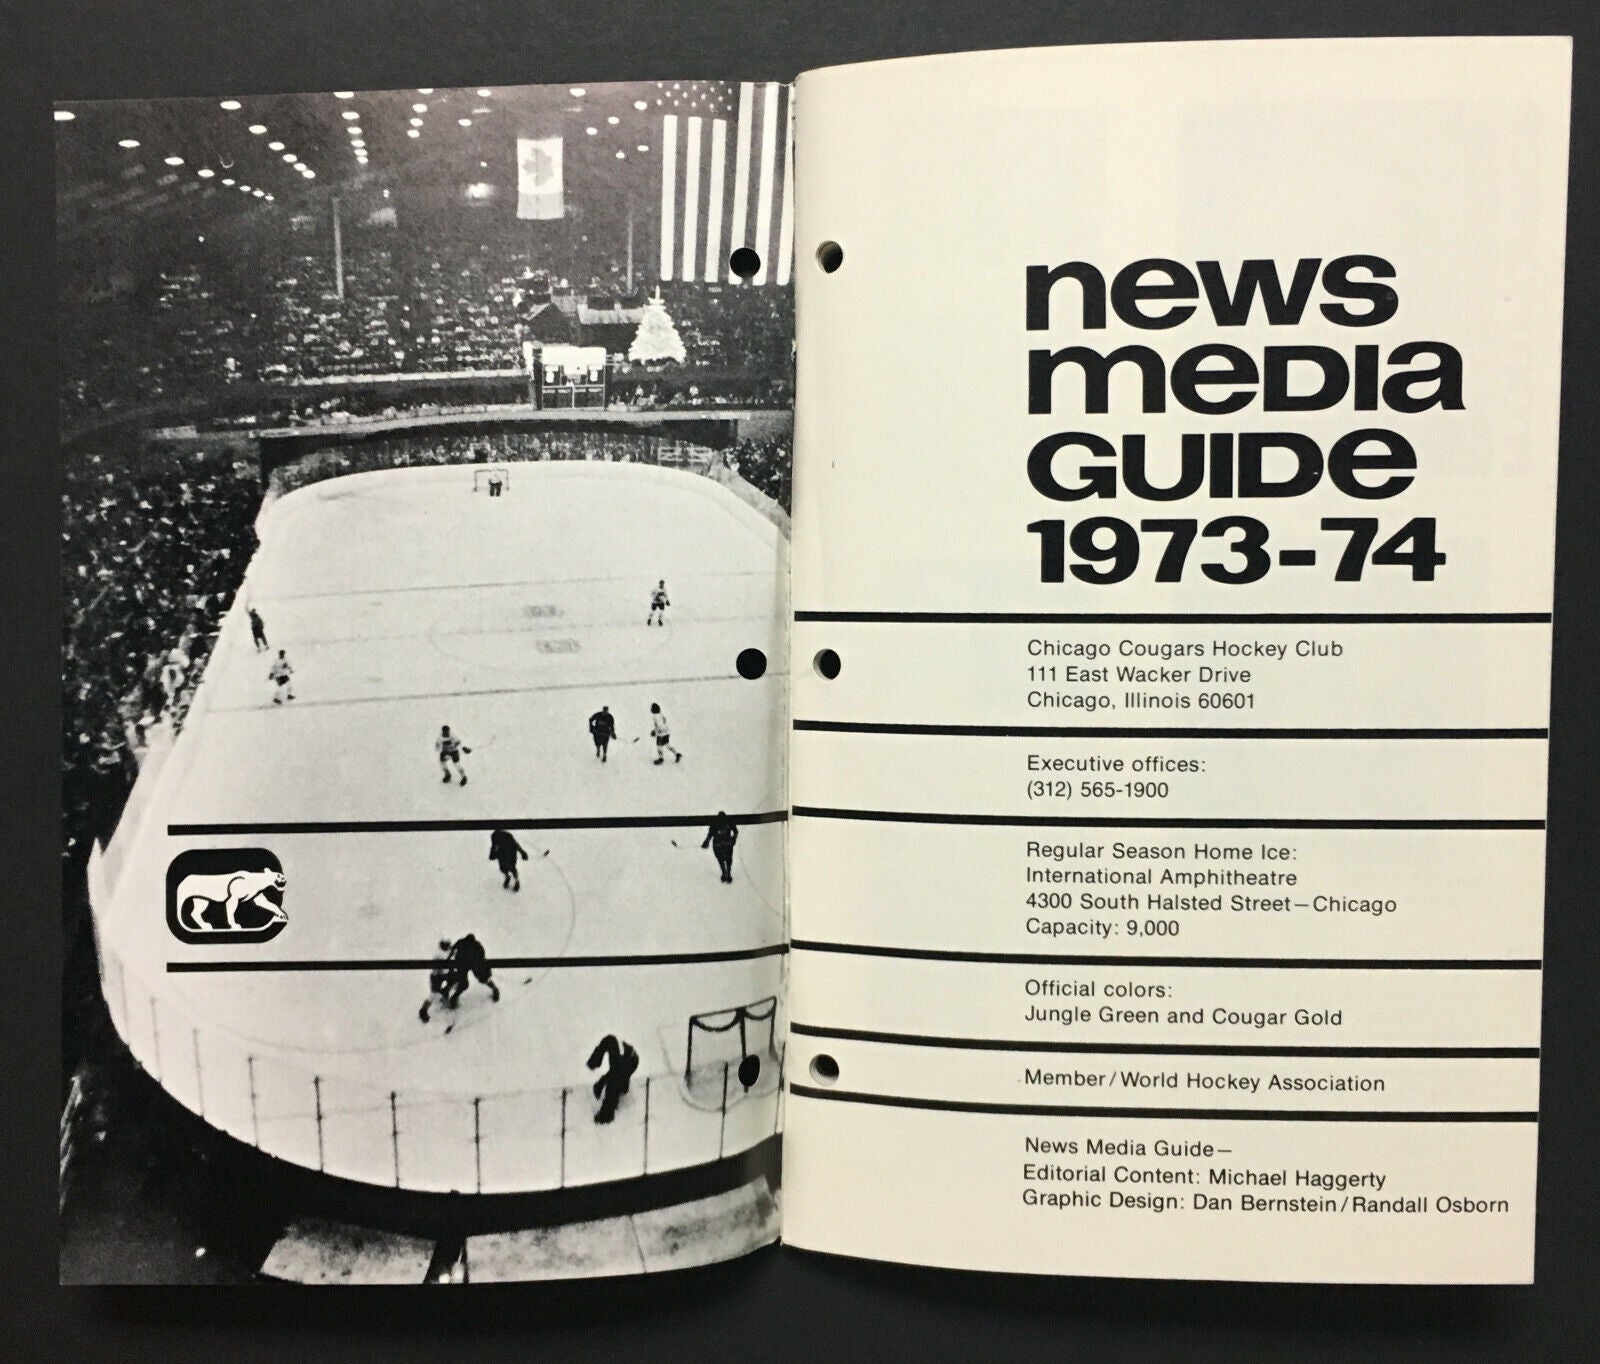 news
media
GUIDE
1973-74
Chicago Cougars Hockey Club
111 East Wacker Drive
Chicago, Illinois 60601
Executive offices:
(312) 565-1900
Regular Season Home Ice:
International Amphitheatre
4300 South Halsted Street—Chicago
Capacity: 9,000
Official colors:
Jungle Green and Cougar Gold
Member/World Hockey Association
News Media Guide—
Editorial Content: Michael Haggerty
Graphic Design: Dan Bernstein/Randall Osborn